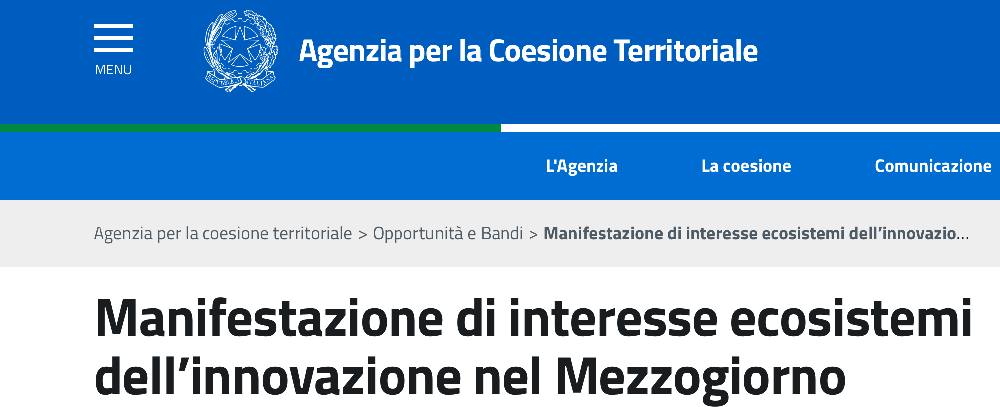 MENU
REPVBBLICA ITALIANA
Agenzia per la Coesione Territoriale
L'Agenzia La coesione Comunicazione
Agenzia per la coesione territoriale > Opportunità e Bandi > Manifestazione di interesse ecosistemi dell’innovazio...
Manifestazione di interesse ecosistemi
dell’innovazione nel Mezzogiorno